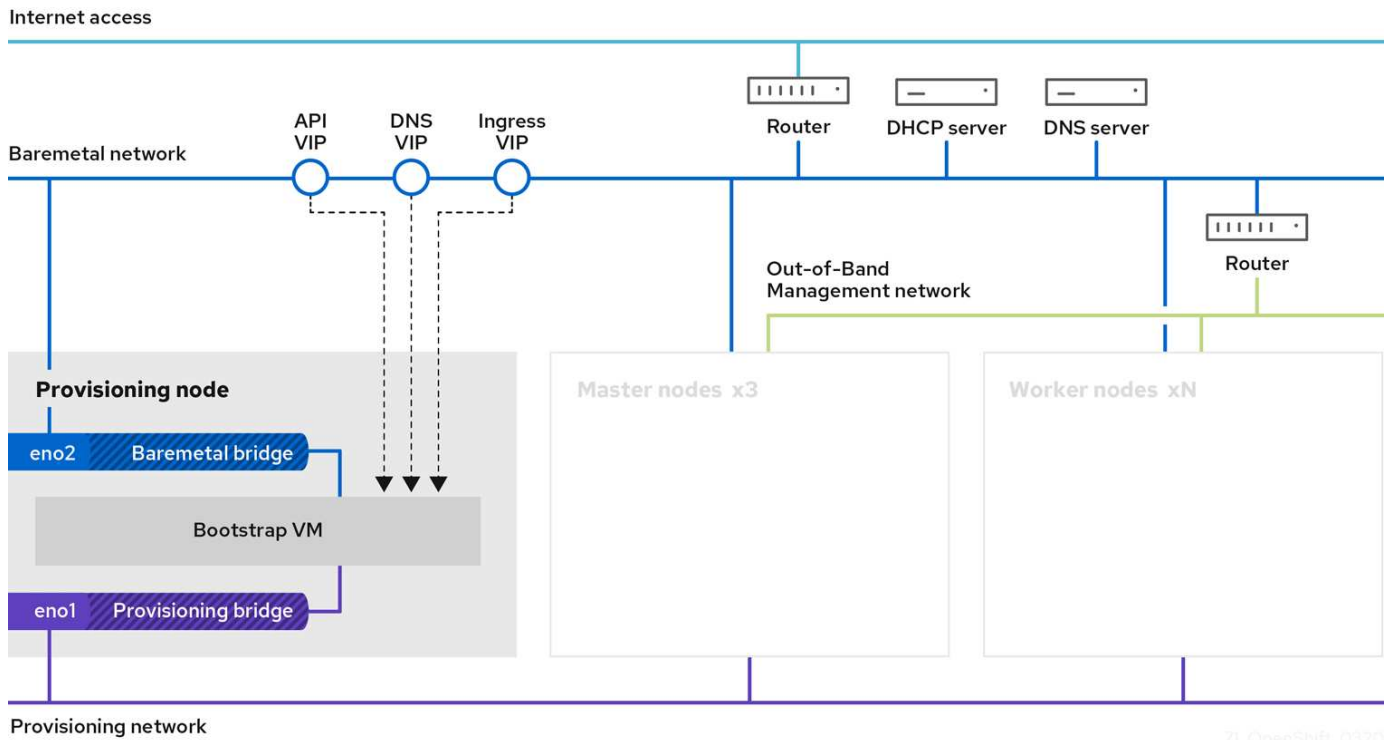 Internet access
API
VIP
DNS
VIP
Ingress
VIP
Router
DHCP server
DNS server
Baremetal network
Router
Out-of-Band
Management network
Provisioning node
Master nodes x3
Worker nodes xN
eno2
Baremetal bridge
Bootstrap VM
eno1
Provisioning bridge
Provisioning network
OpenShift